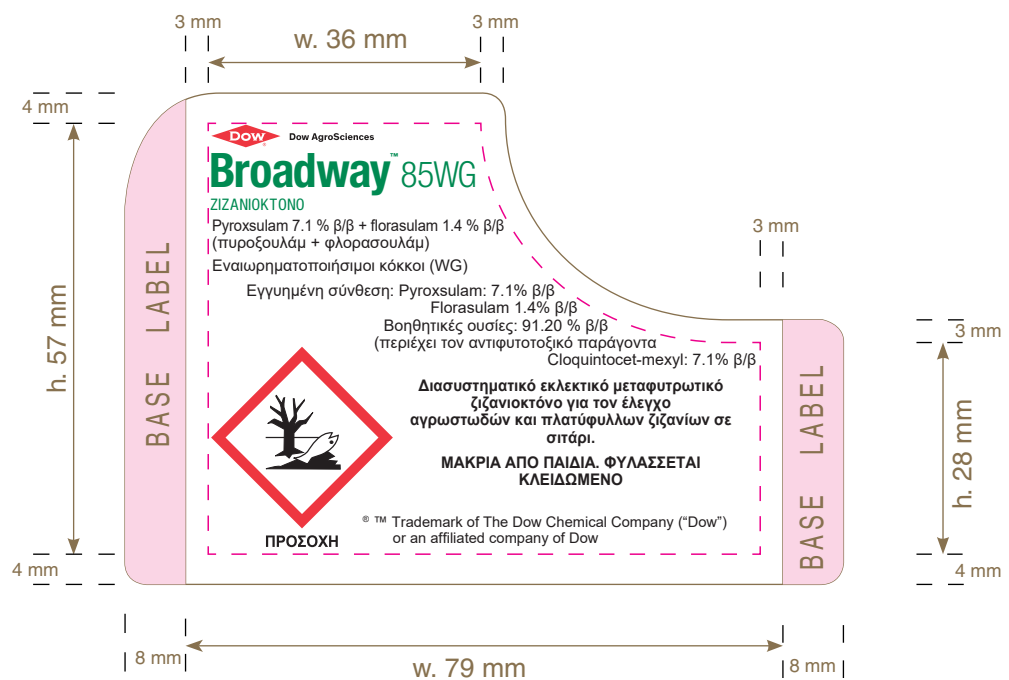 3 mm
3 mm
w. 36 mm
4 mm
Dow
Dow AgroSciences
Broadway™ 85WG
ΖΙΖΑΝΙΟΚΤΟΝΟ
Pyroxsulam 7.1 % β/β + florasulam 1.4 % β/β
(πυροξουλάμ + φλορασουλάμ)
Εναιωρηματοποιήσιμοι κόκκοι (WG)
Εγγυημένη σύνθεση: Pyroxsulam: 7.1% β/β
Florasulam 1.4% β/β
Βοηθητικές ουσίες: 91.20 % β/β
(περιέχει τον αντιφυτοτοξικό παράγοντα
Cloquintocet-mexyl: 7.1% β/β
3 mm
3 mm
h. 57 mm
BASE LABEL
Διασυστηματικό εκλεκτικό μεταφυτρωτικό
ζιζανιοκτόνο για τον έλεγχο
αγρωστωδών και πλατύφυλλων ζιζανίων σε
σιτάρι.
ΜΑΚΡΙΑ ΑΠΟ ΠΑΙΔΙΑ. ΦΥΛΑΣΣΕΤΑΙ
ΚΛΕΙΔΩΜΕΝΟ
ΠΡΟΣΟΧΗ
® ™ Trademark of The Dow Chemical Company (“Dow”)
or an affiliated company of Dow
BASE LABEL
h. 28 mm
4 mm
4 mm
8 mm
w. 79 mm
8 mm